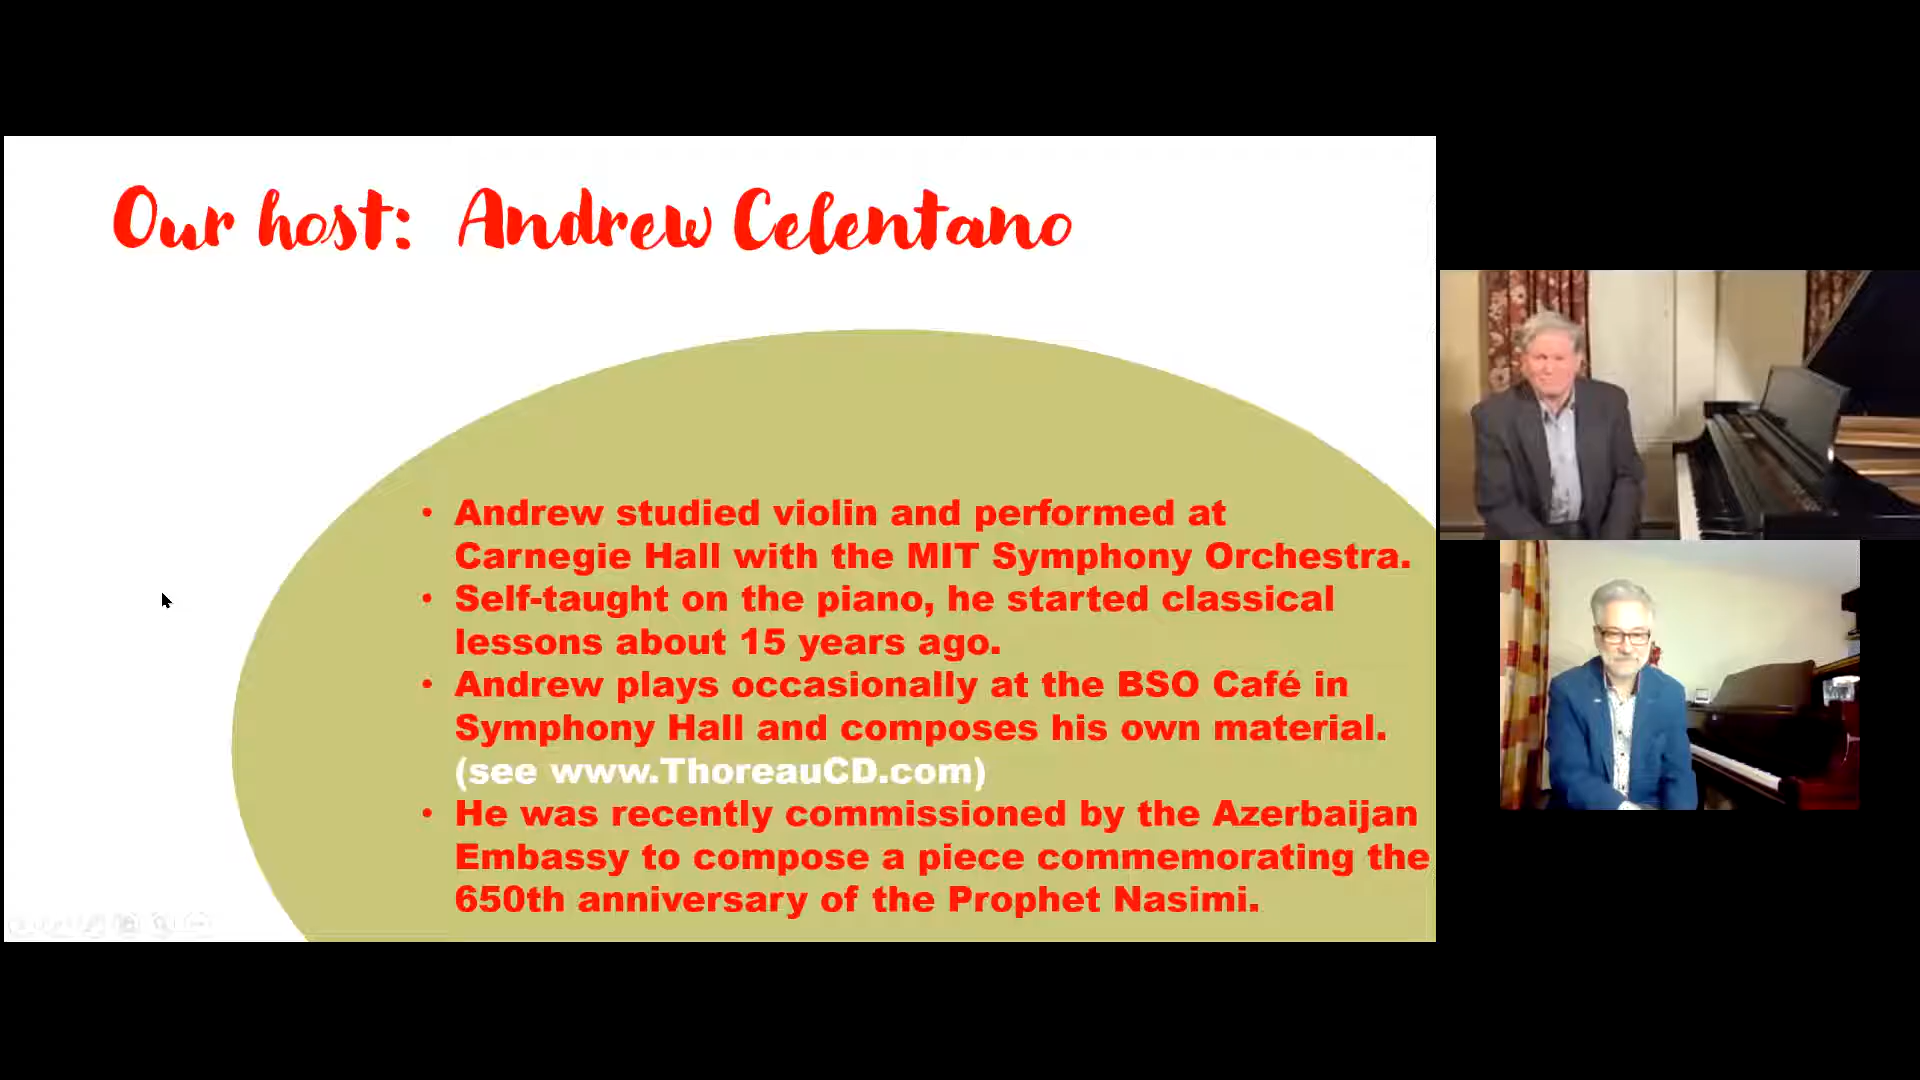 Our host: Andrew Celentano
• Andrew studied violin and performed at
Carnegie Hall with the MIT Symphony Orchestra.
• Self-taught on the piano, he started classical
lessons about 15 years ago.
• Andrew plays occasionally at the BSO Café in
Symphony Hall and composes his own material.
(see www.ThoreauCD.com)
• He was recently commissioned by the Azerbaijan
Embassy to compose a piece commemorating the
650th anniversary of the Prophet Nasimi.